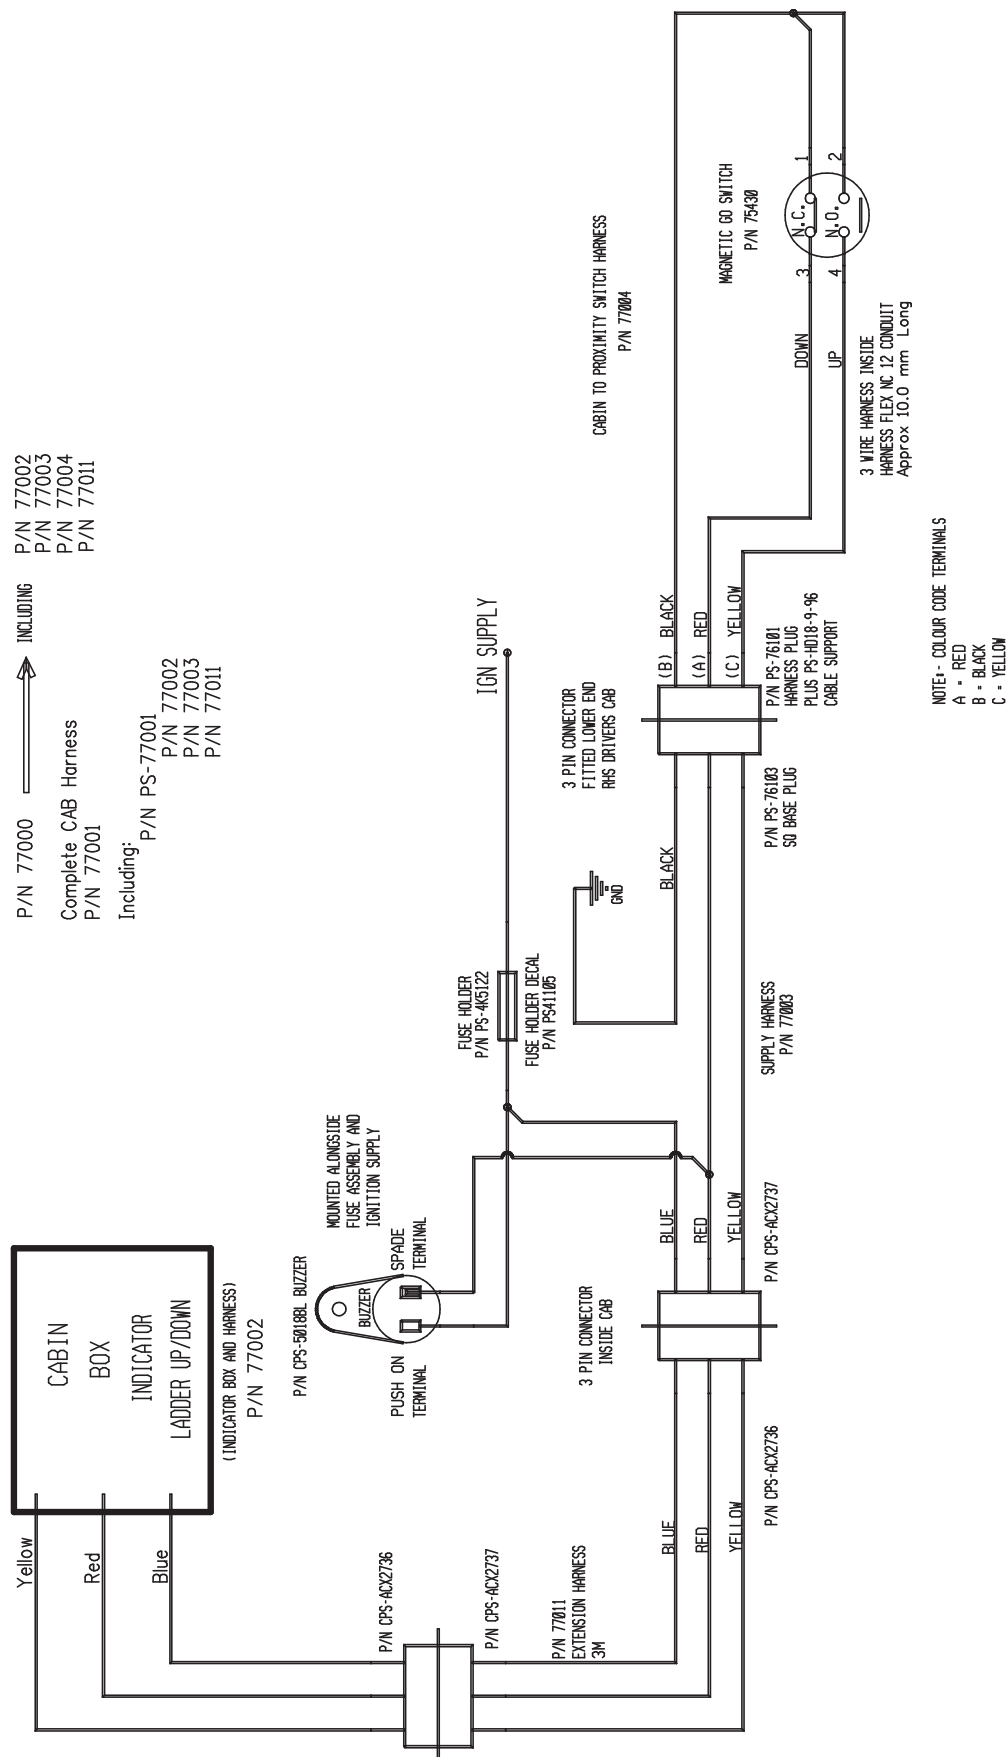 P/N 77000 INCLUDING P/N 77002
P/N 77003
P/N 77004
P/N 77011
Complete CAB Harness
P/N 77001
Including:
P/N PS-77001
P/N 77002
P/N 77003
P/N 77011
CABIN
BOX
INDICATOR
LADDER UP/DOWN
(INDICATOR BOX AND HARNESS)
P/N 77002
Yellow
Red
Blue
P/N CPS-5018BL BUZZER
BUZZER
MOUNTED ALONGSIDE
FUSE ASSEMBLY AND
IGNITION SUPPLY
PUSH ON
TERMINAL
SPADE
TERMINAL
P/N CPS-ACX2736
P/N CPS-ACX2737
P/N 77011
EXTENSION HARNESS
3M
FUSE HOLDER
P/N PS-4K5122
FUSE HOLDER DECAL
P/N PS41105
IGN SUPPLY
GND
3 PIN CONNECTOR
INSIDE CAB
BLUE
RED
YELLOW
BLUE
RED
YELLOW
P/N CPS-ACX2736
P/N CPS-ACX2737
SUPPLY HARNESS
P/N 77003
BLACK
3 PIN CONNECTOR
FITTED LOWER END
RHS DRIVERS CAB
P/N PS-76103
SQ BASE PLUG
(B) BLACK
(A) RED
(C) YELLOW
P/N PS-76101
HARNESS PLUG
PLUS PS-HD18-9-96
CABLE SUPPORT
CABIN TO PROXIMITY SWITCH HARNESS
P/N 77004
MAGNETIC GO SWITCH
P/N 75430
DOWN 3 N.C. 1
UP 4 N.O. 2
3 WIRE HARNESS INSIDE
HARNESS FLEX NC 12 CONDUIT
Approx 10.0 mm Long
NOTE:- COLOUR CODE TERMINALS
A = RED
B = BLACK
C = YELLOW